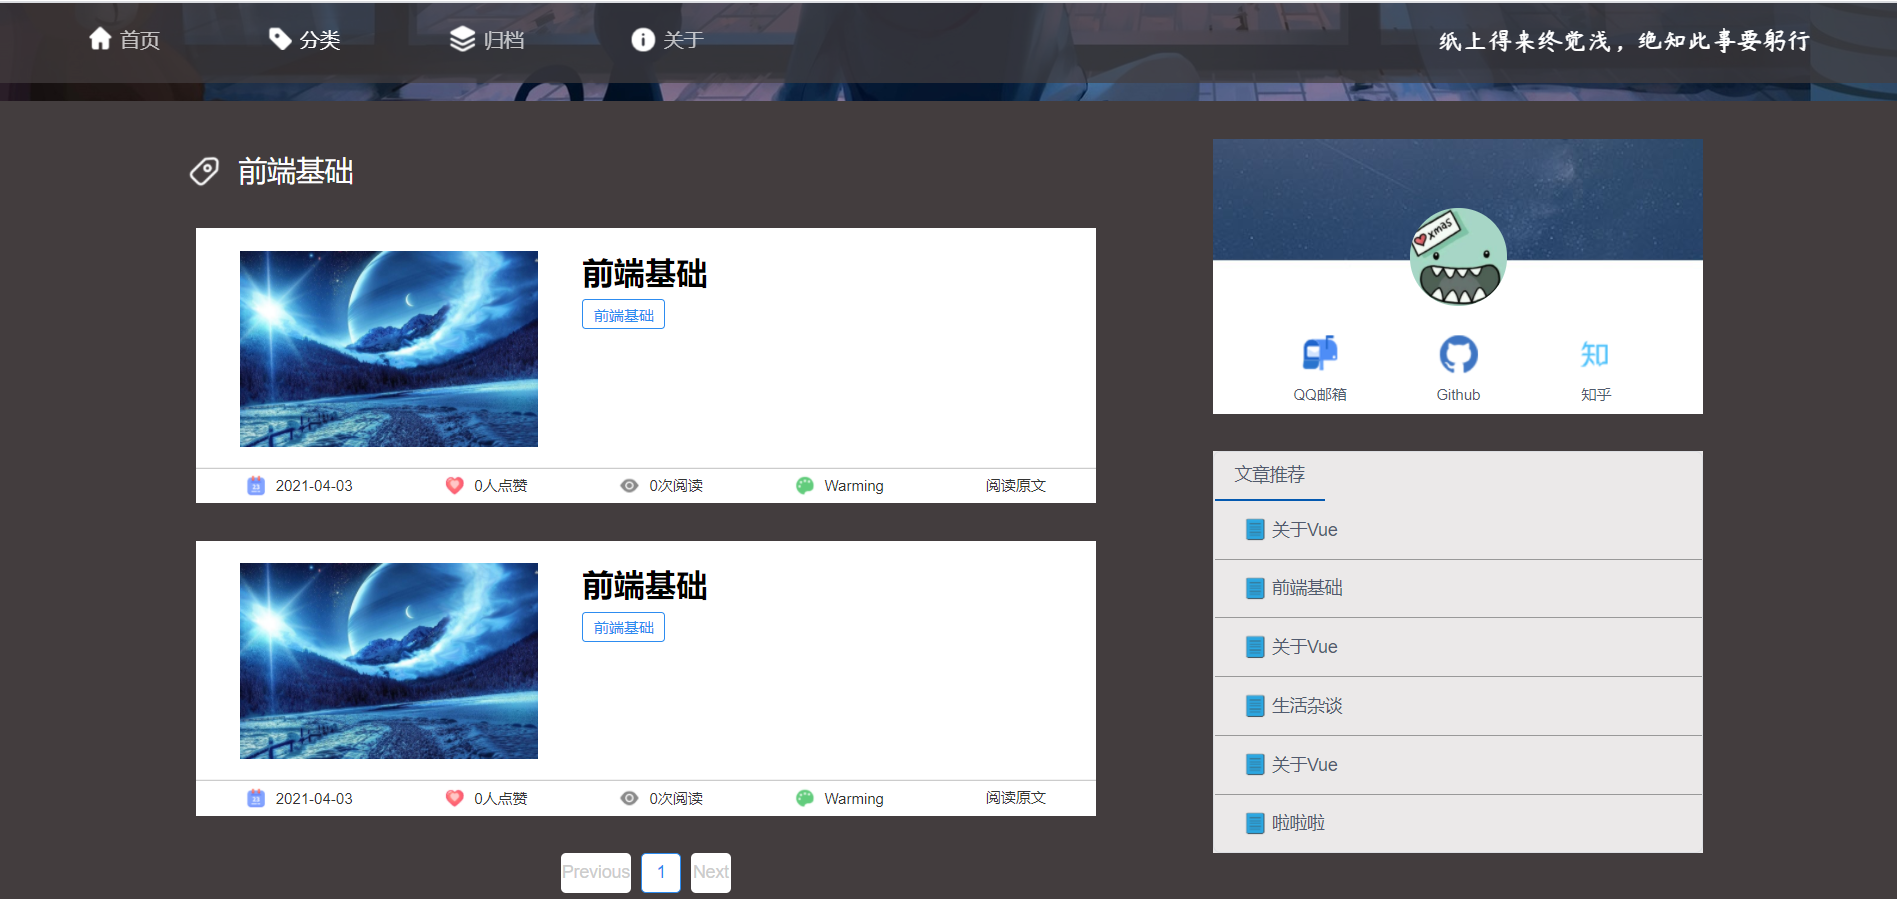 首页 分类 归档 关于 纸上得来终觉浅，绝知此事要躬行
前端基础
前端基础
前端基础
2021-04-03 0人点赞 0次阅读 Warming 阅读原文
前端基础
前端基础
2021-04-03 0人点赞 0次阅读 Warming 阅读原文
Previous 1 Next
xmas
知
QQ邮箱 Github 知乎
文章推荐
关于Vue
前端基础
关于Vue
生活杂谈
关于Vue
啦啦啦